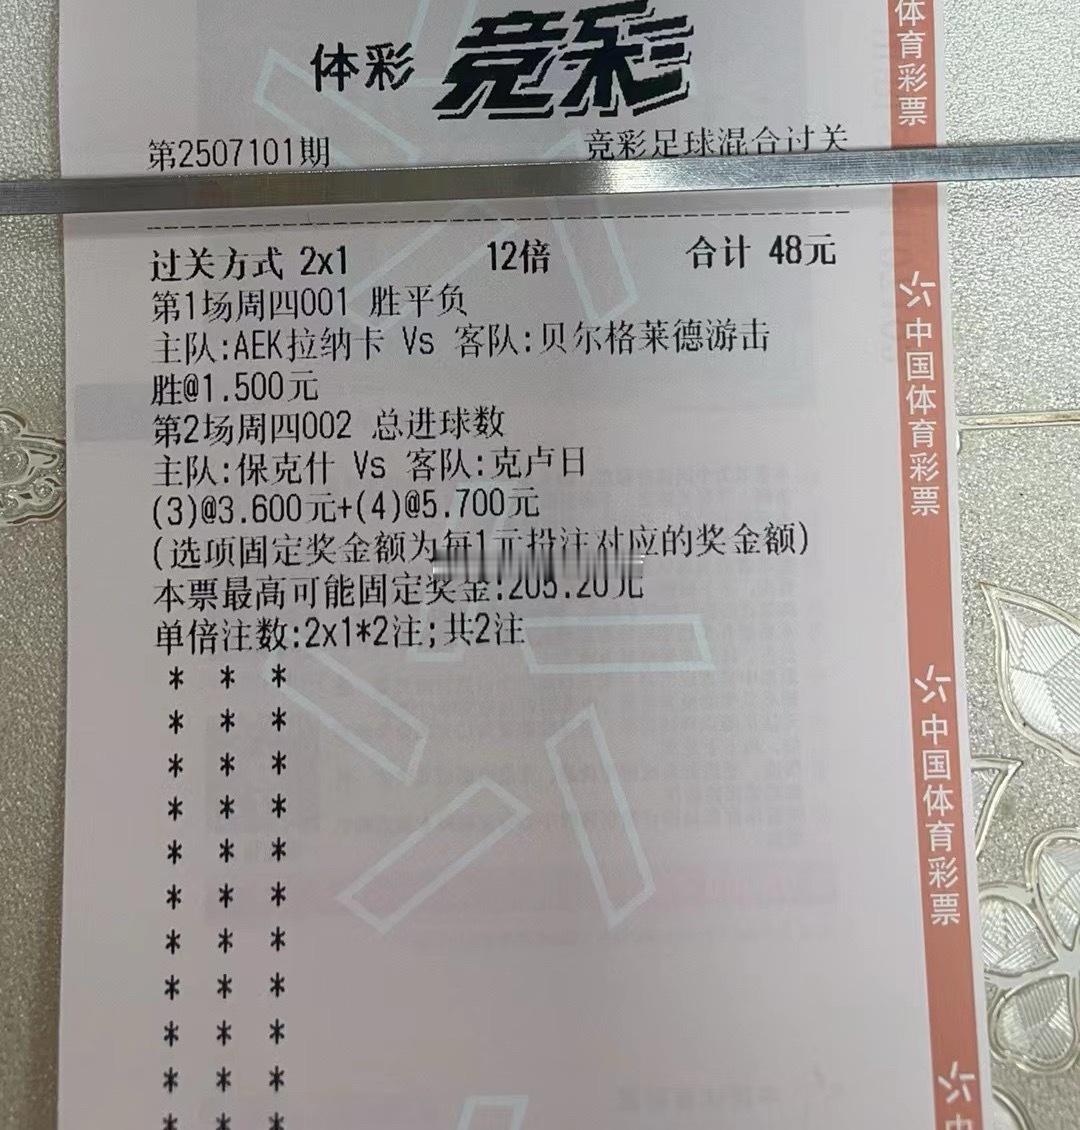 体彩 竞彩
第2507101期 竞彩足球混合过关
过关方式 2x1 12倍 合计 48元
第1场周四001 胜平负
主队:AEK拉纳卡 Vs 客队:贝尔格莱德游击
胜@1.500元
第2场周四002 总进球数
主队:保克什 Vs 客队:克卢日
(3)@3.600元+(4)@5.700元
(选项固定奖金额为每1元投注对应的奖金额)
本票最高可能固定奖金:205.20元
单倍注数:2x1*2注;共2注
* * *
* * *
* * *
* * *
* * *
* * *
* * *
* * *
* * *
* * *
* * *
体育彩票
中国体育彩票
中国体育彩票
中